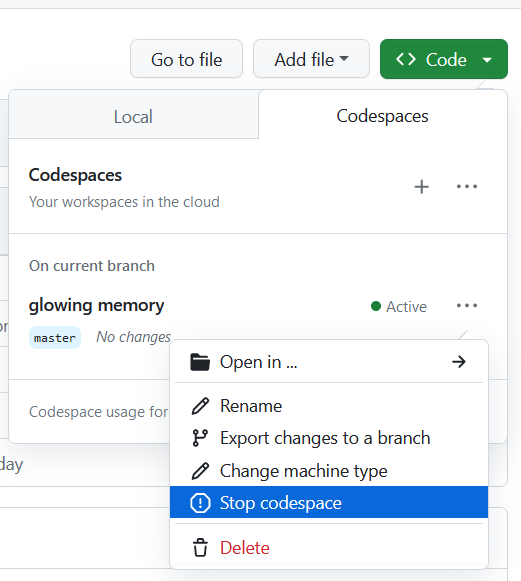 Go to file Add file Code
Local Codespaces
Codespaces
Your workspaces in the cloud
On current branch
glowing memory Active
master No changes
Open in ...
Rename
Codespace usage for
Export changes to a branch
day
Change machine type
Stop codespace
Delete